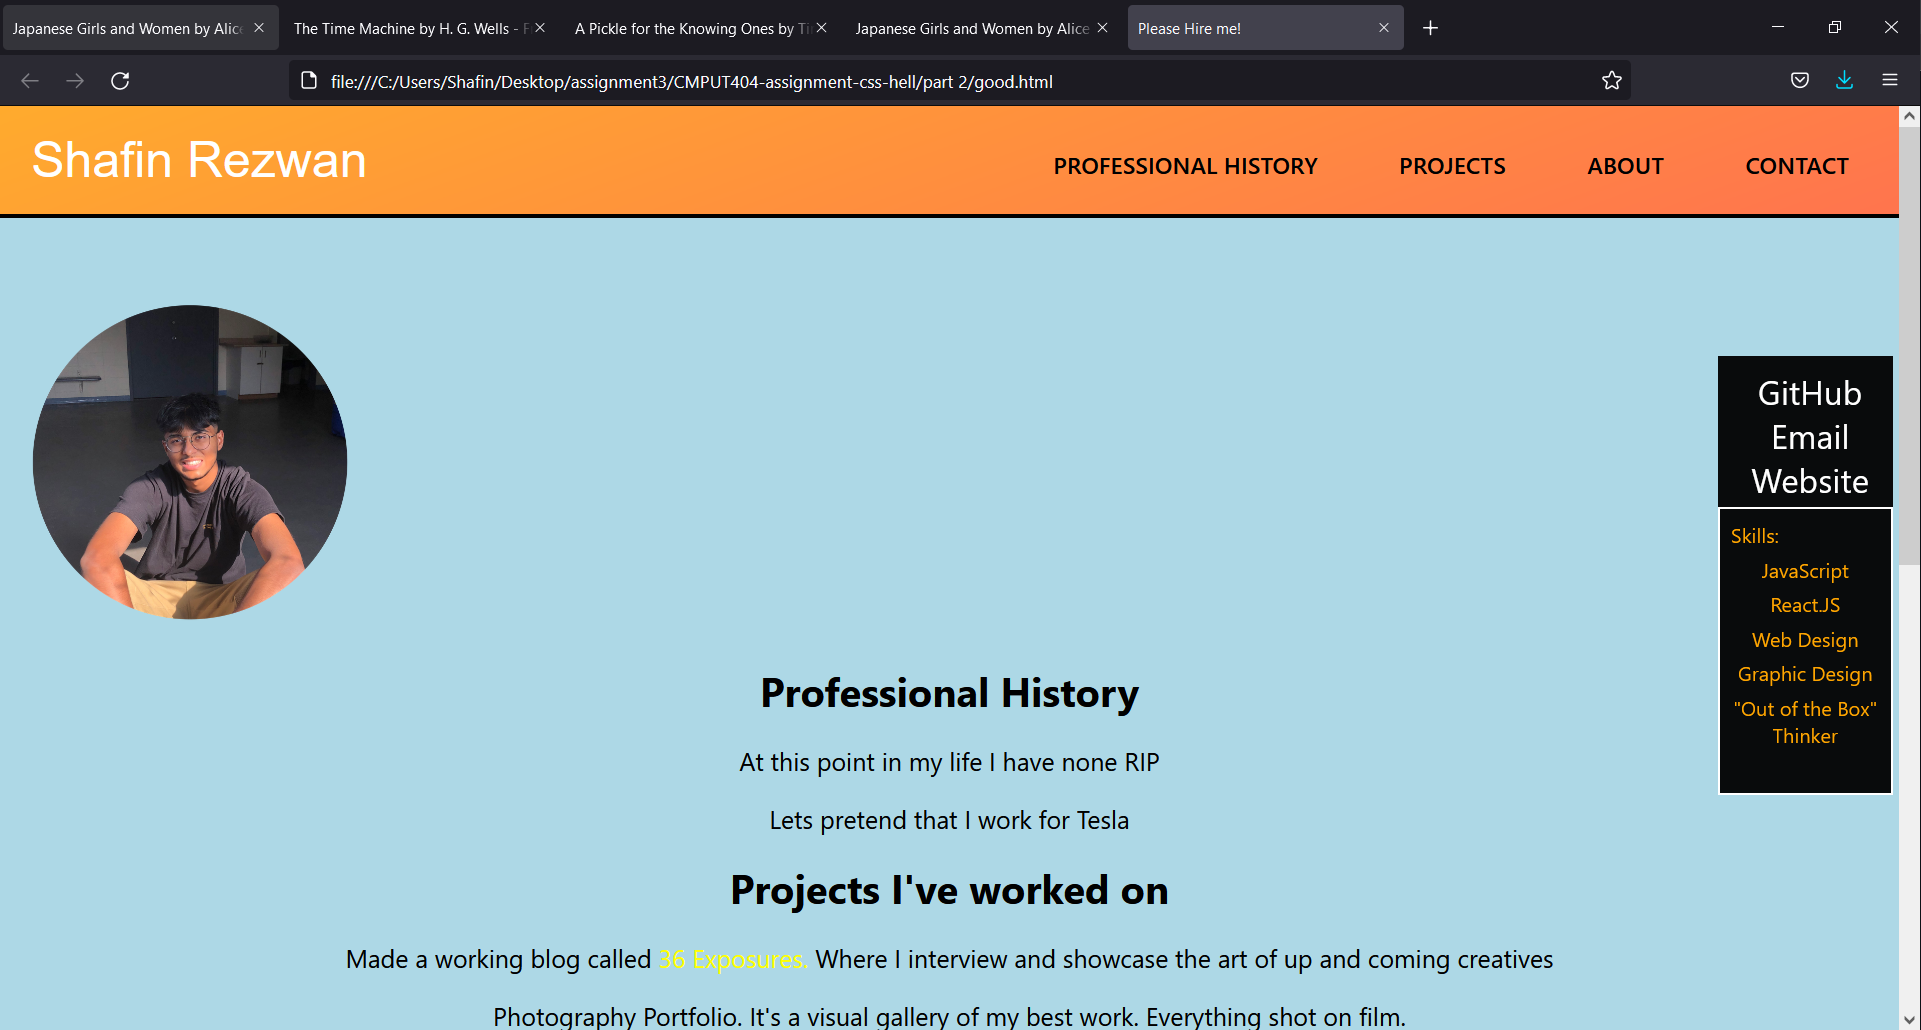 Japanese Girls and Women by Alice
The Time Machine by H. G. Wells -
A Pickle for the Knowing Ones by
Japanese Girls and Women by Alice
Please Hire me!
file:///C:/Users/Shafin/Desktop/assignment3/CMPUT404-assignment-css-hell/part 2/good.html
Shafin Rezwan
PROFESSIONAL HISTORY
PROJECTS
ABOUT
CONTACT
GitHub
Email
Website
Skills:
JavaScript
React.JS
Web Design
Graphic Design
"Out of the Box"
Thinker
Professional History
At this point in my life I have none RIP
Lets pretend that I work for Tesla
Projects I've worked on
Made a working blog called 36 Exposures. Where I interview and showcase the art of up and coming creatives
Photography Portfolio. It's a visual gallery of my best work. Everything shot on film.